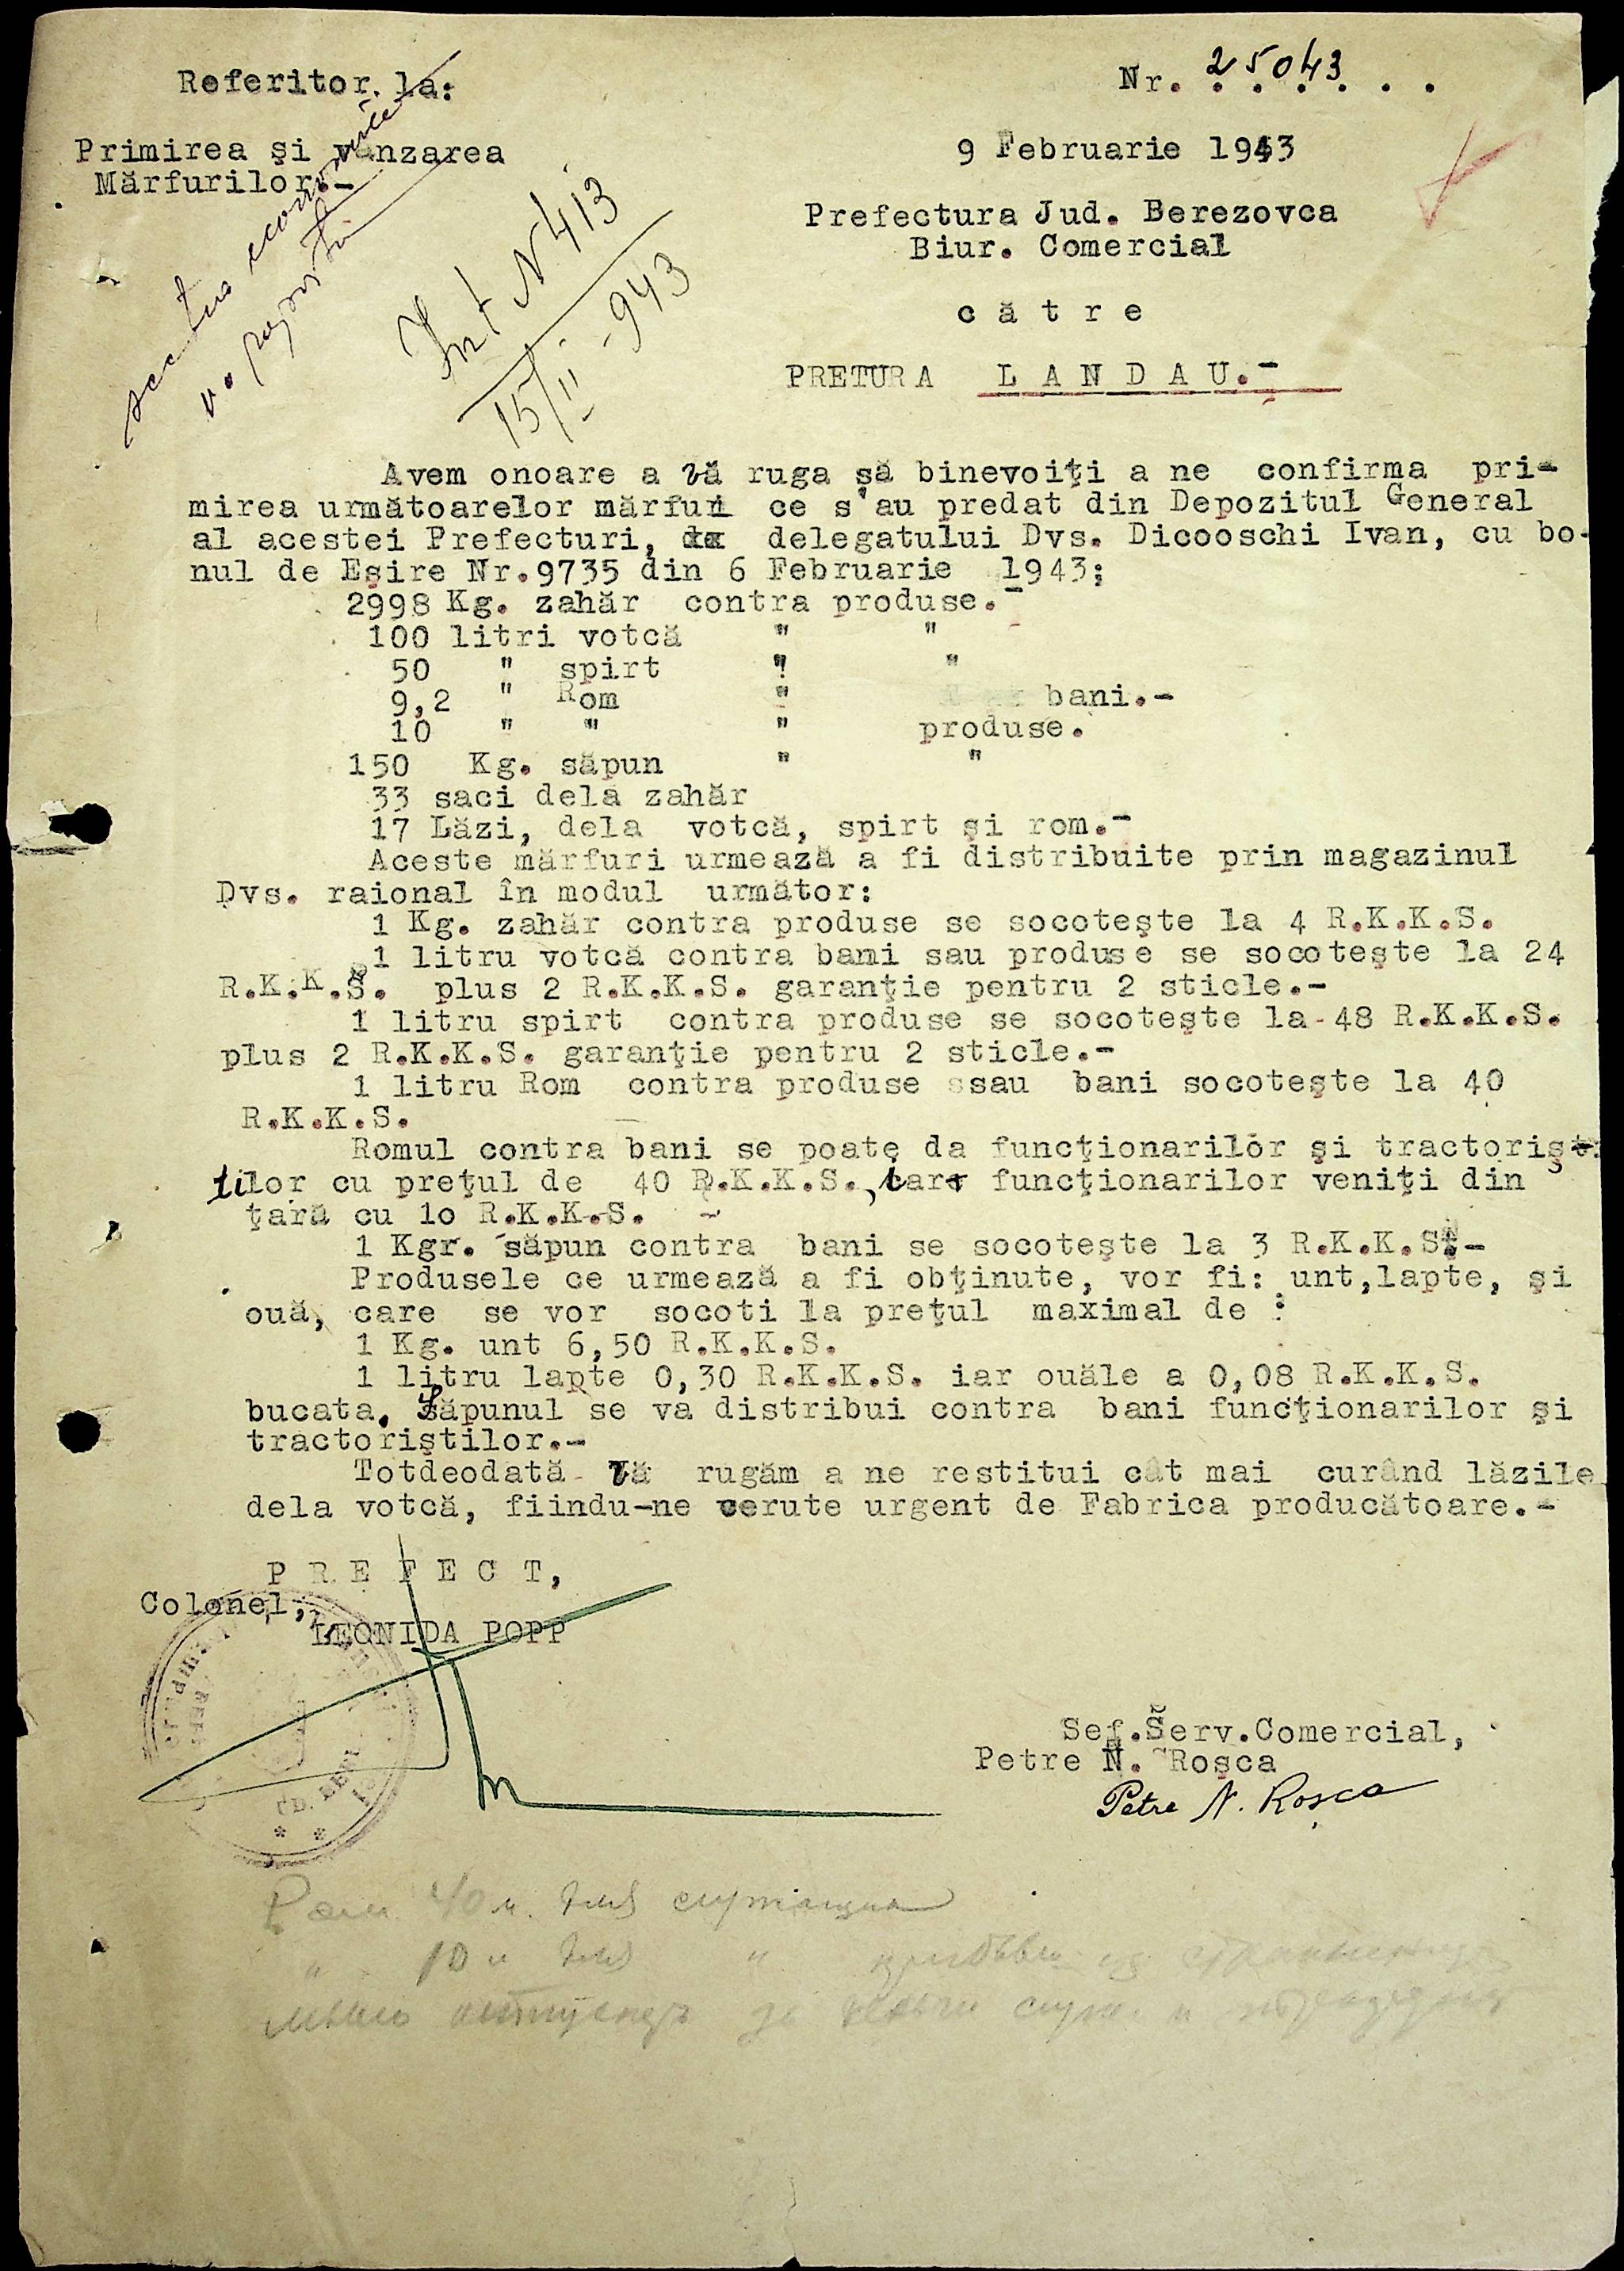 Referitor la:
Primirea şi vânzarea
Mărfurilor.-
Nr. 25043
9 Februarie 1943
Prefectura Jud. Berezovca
Biur. Comercial
c ă t r e
PRETURA L A N D A U.-
Int N 413
15/II-943
Avem onoare a vă ruga să binevoiţi a ne confirma pri-
mirea următoarelor mărfuri ce s'au predat din Depozitul General
al acestei Prefecturi, delegatului Dvs. Dicooschi Ivan, cu bo-
nul de Eşire Nr.9735 din 6 Februarie 1943;
2998 Kg. zahăr contra produse.-
100 litri votcă " "
50 " spirt " "
9,2 " Rom " bani.-
10 " " " produse.
150 Kg. săpun " "
33 saci dela zahăr
17 Lăzi, dela votcă, spirt şi rom.-
Aceste mărfuri urmează a fi distribuite prin magazinul
Dvs. raional în modul următor:
1 Kg. zahăr contra produse se socoteşte la 4 R.K.K.S.
1 litru votcă contra bani sau produse se socoteşte la 24
R.K.K.S. plus 2 R.K.K.S. garanţie pentru 2 sticle.-
1 litru spirt contra produse se socoteşte la 48 R.K.K.S.
plus 2 R.K.K.S. garanţie pentru 2 sticle.-
1 litru Rom contra produse ssau bani socoteşte la 40
R.K.K.S.
Romul contra bani se poate da funcţionarilor şi tractoriş-
tilor cu preţul de 40 R.K.K.S., iar funcţionarilor veniţi din
ţară cu 1o R.K.K.S.
1 Kgr. săpun contra bani se socoteşte la 3 R.K.K.S.-
Produsele ce urmează a fi obţinute, vor fi: unt,lapte, şi
ouă, care se vor socoti la preţul maximal de :
1 Kg. unt 6,50 R.K.K.S.
1 litru lapte 0,30 R.K.K.S. iar ouăle a 0,08 R.K.K.S.
bucata. Săpunul se va distribui contra bani funcţionarilor şi
tractoriştilor.-
Totdeodată vă rugăm a ne restitui cât mai curând lăzile
dela votcă, fiindu-ne cerute urgent de Fabrica producătoare.-
P R E F E C T,
Colonel,
LEONIDA POPP
Sef.Serv.Comercial,
Petre N. Roşca
Petre N. Roşca
Ром 40 м. для служащих
" 10 м для "